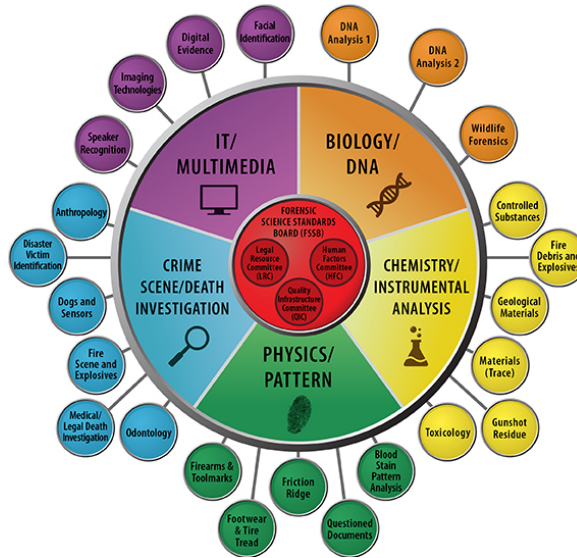 Facial
Identification
Digital
Evidence
Imaging
Technologies
Speaker
Recognition
DNA
Analysis 1
DNA
Analysis 2
Wildlife
Forensics
IT/
MULTIMEDIA
BIOLOGY/
DNA
FORENSIC
SCIENCE STANDARDS
BOARD (FSSB)
Legal
Resource
Committee
(LRC)
Human
Factors
Committee
(HFC)
Quality
Infrastructure
Committee
(QIC)
CRIME
SCENE/DEATH
INVESTIGATION
CHEMISTRY/
INSTRUMENTAL
ANALYSIS
PHYSICS/
PATTERN
Anthropology
Disaster
Victim
Identification
Dogs and
Sensors
Fire
Scene and
Explosives
Medical/
Legal Death
Investigation
Odontology
Controlled
Substances
Fire
Debris and
Explosives
Geological
Materials
Materials
(Trace)
Gunshot
Residue
Toxicology
Firearms &
Toolmarks
Footwear
& Tire
Tread
Friction
Ridge
Questioned
Documents
Blood
Stain
Pattern
Analysis